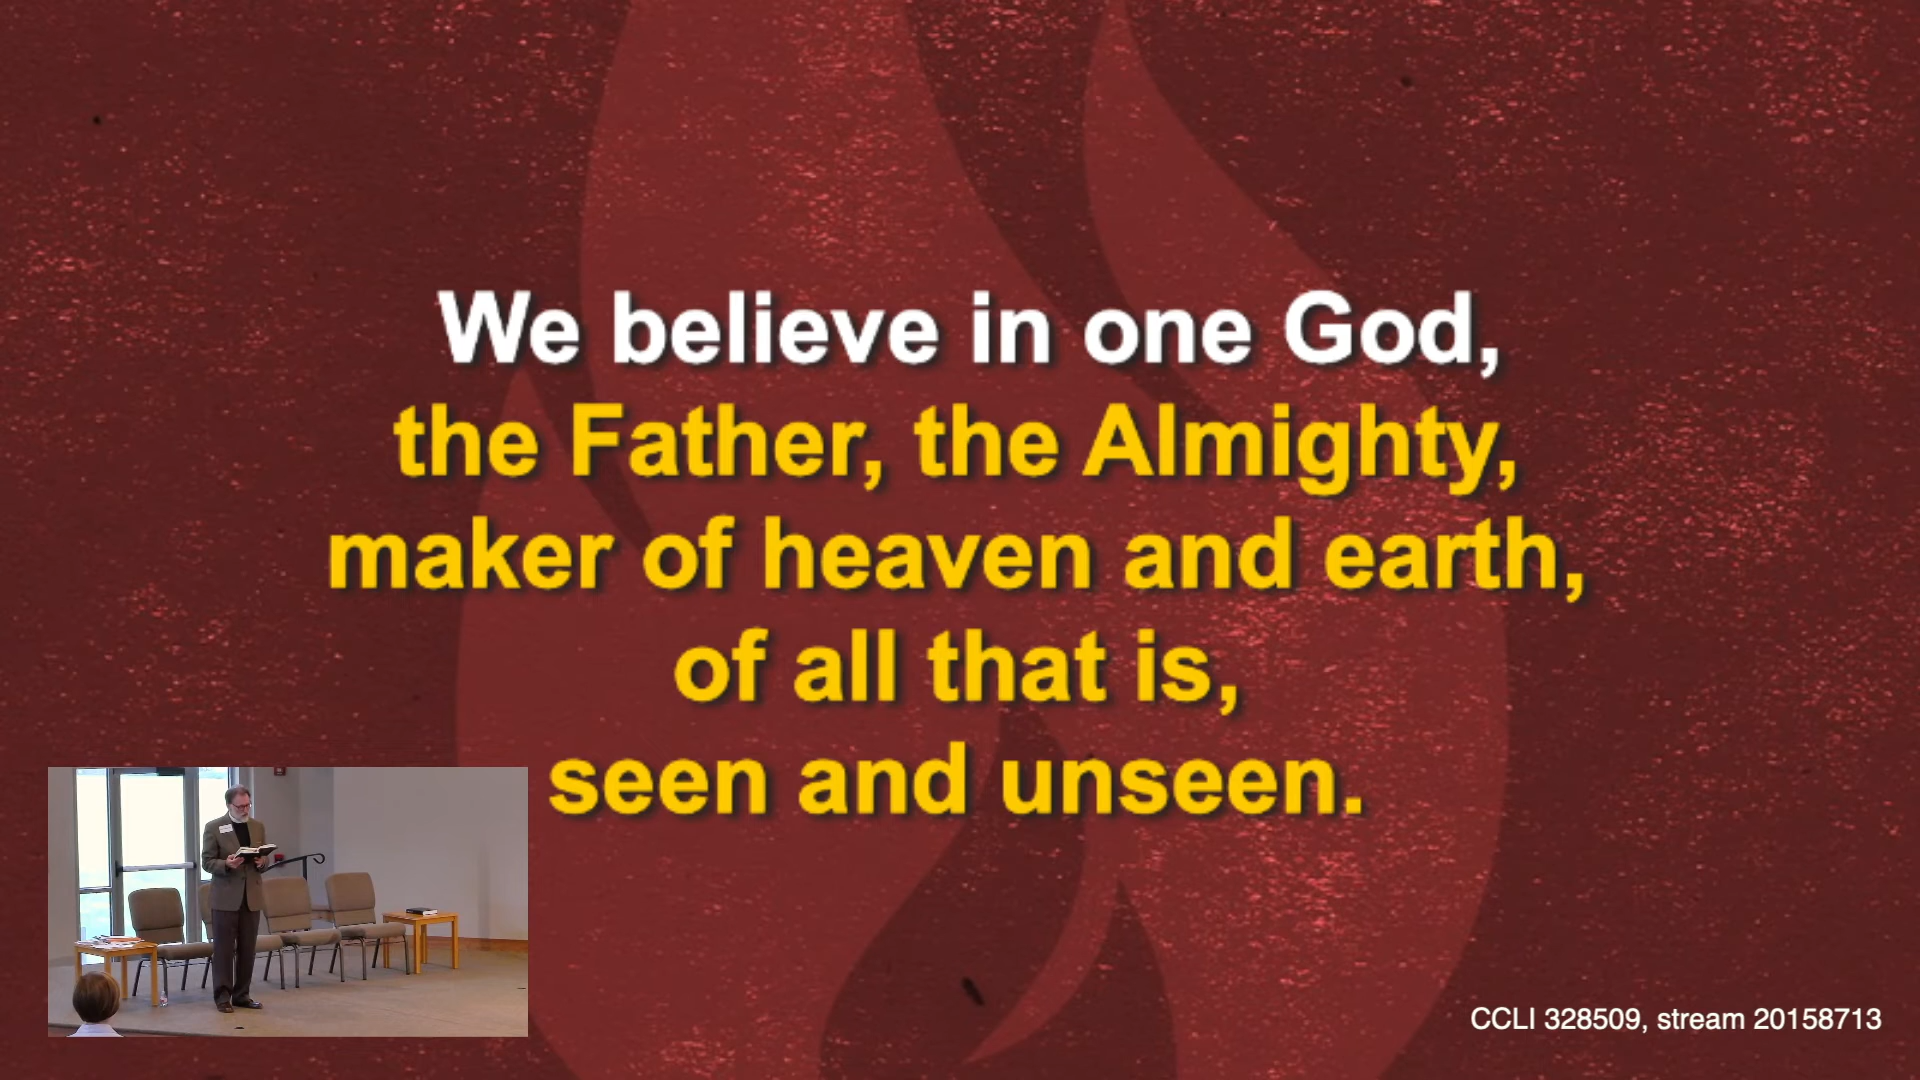 We believe in one God,
the Father, the Almighty,
maker of heaven and earth,
of all that is,
seen and unseen.
CCLI 328509, stream 20158713